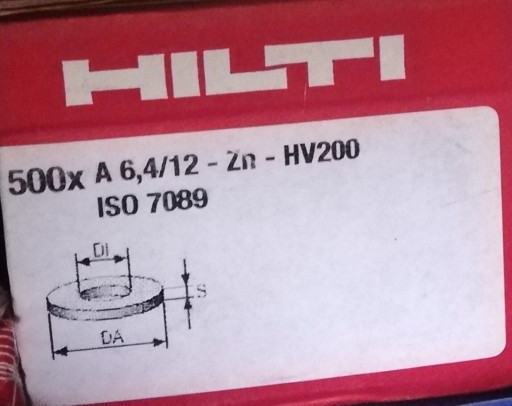 HILTI
500x A 6,4/12 - Zn - HV200
ISO 7089
DI
S
DA